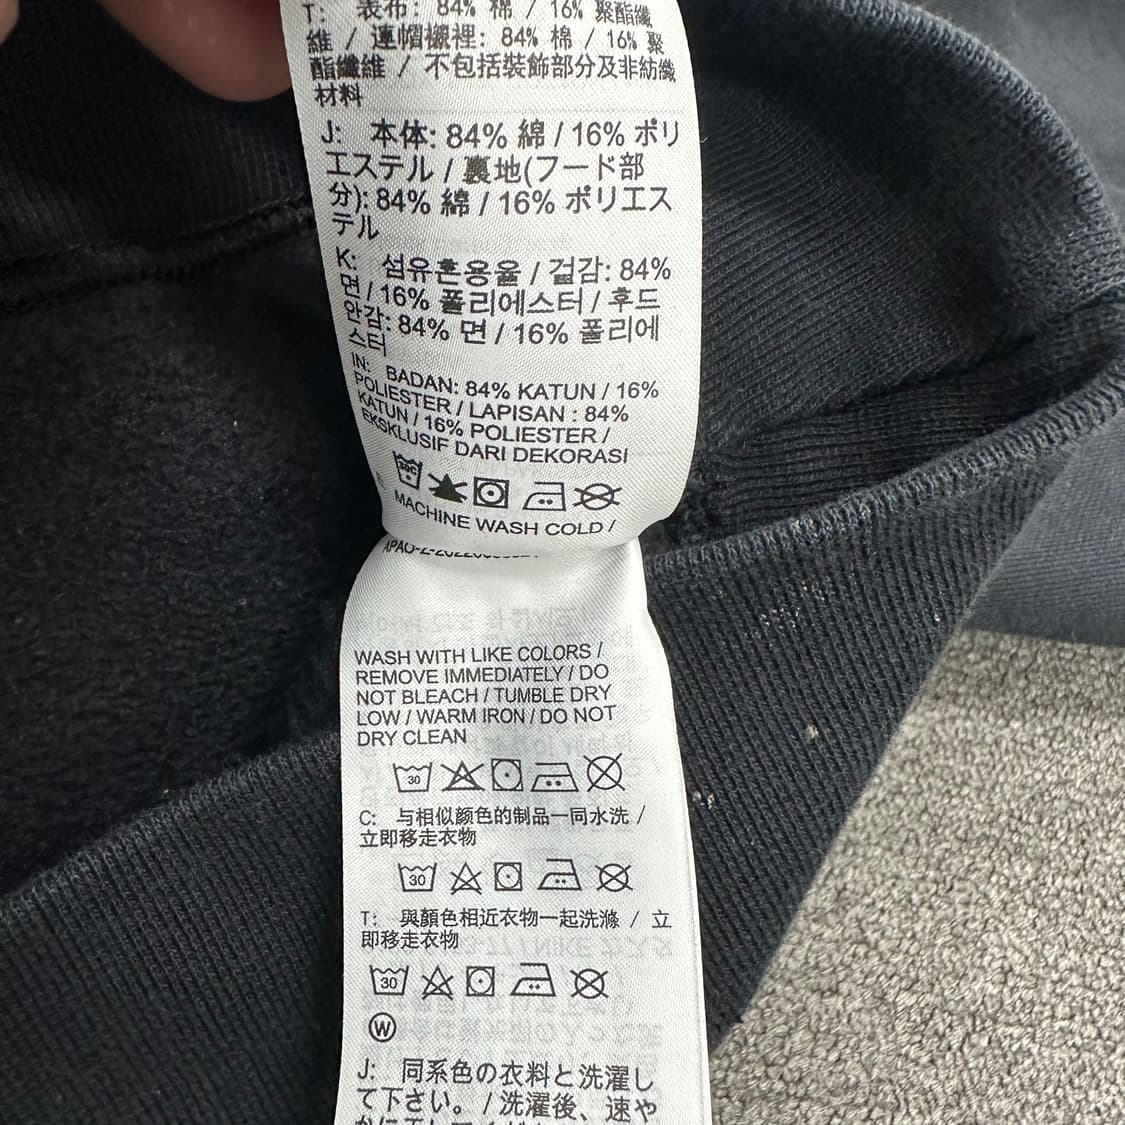 T: 表布: 84% 棉 / 16% 聚酯纖
維 / 連帽襯裡: 84% 棉 / 16% 聚
酯纖維 / 不包括裝飾部分及非紡織
材料
J: 本体: 84% 綿 / 16% ポリ
エステル / 裏地(フード部
分): 84% 綿 / 16% ポリエス
テル
K: 섬유혼용율 / 겉감: 84%
면 / 16% 폴리에스터 / 후드
안감: 84% 면 / 16% 폴리에
스터
IN: BADAN: 84% KATUN / 16%
POLIESTER / LAPISAN : 84%
KATUN / 16% POLIESTER /
EKSKLUSIF DARI DEKORASI
30C
MACHINE WASH COLD /
WASH WITH LIKE COLORS /
REMOVE IMMEDIATELY / DO
NOT BLEACH / TUMBLE DRY
LOW / WARM IRON / DO NOT
DRY CLEAN
30
C: 与相似颜色的制品一同水洗 /
立即移走衣物
30
T: 與顏色相近衣物一起洗滌 / 立
即移走衣物
30
W
J: 同系色の衣料と洗濯し
て下さい。 / 洗濯後、速や